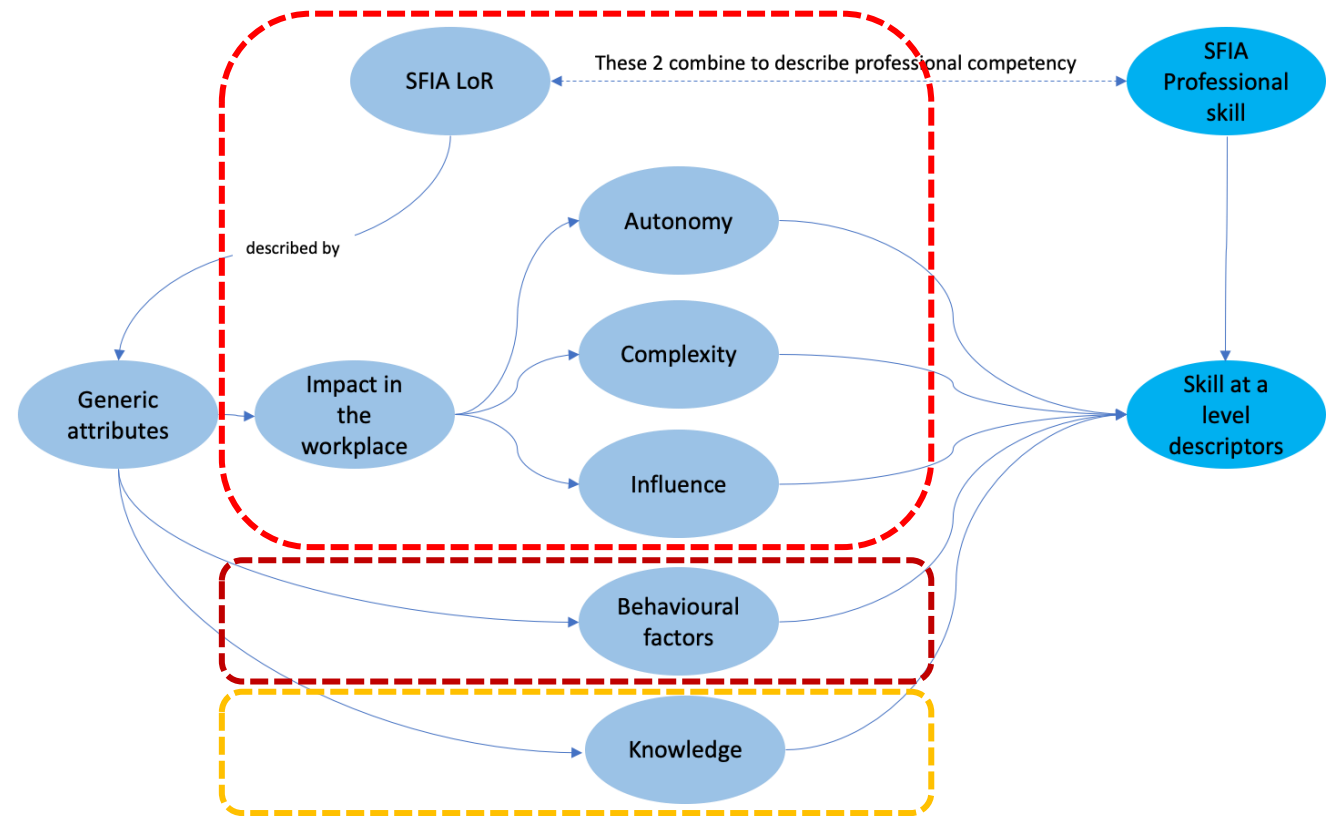 SFIA LoR
These 2 combine to describe professional competency
SFIA
Professional
skill
Autonomy
described by
Complexity
Generic
attributes
Impact in
the
workplace
Skill at a
level
descriptors
Influence
Behavioural
factors
Knowledge